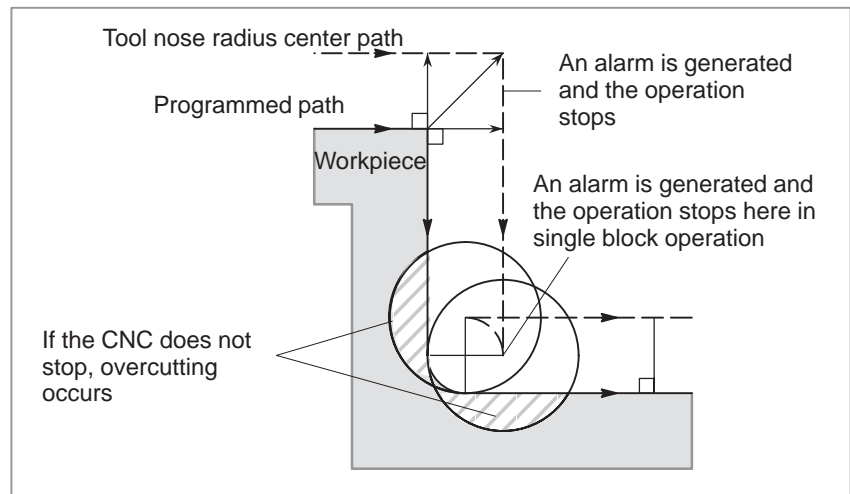 Tool nose radius center path
An alarm is generated
and the operation
stops
Programmed path
Workpiece
An alarm is generated and
the operation stops here in
single block operation
If the CNC does not
stop, overcutting
occurs